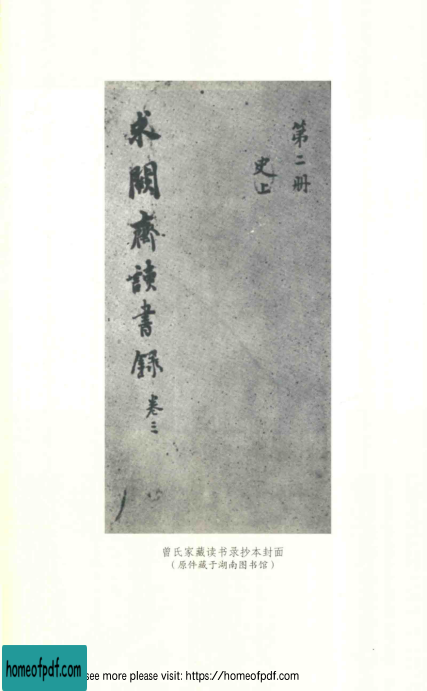 第二册
史上
求闕齋讀書録 卷三
曾氏家藏读书录抄本封面
(原件藏于湖南图书馆)
homeofpdf.com
see more please visit: https://homeofpdf.com